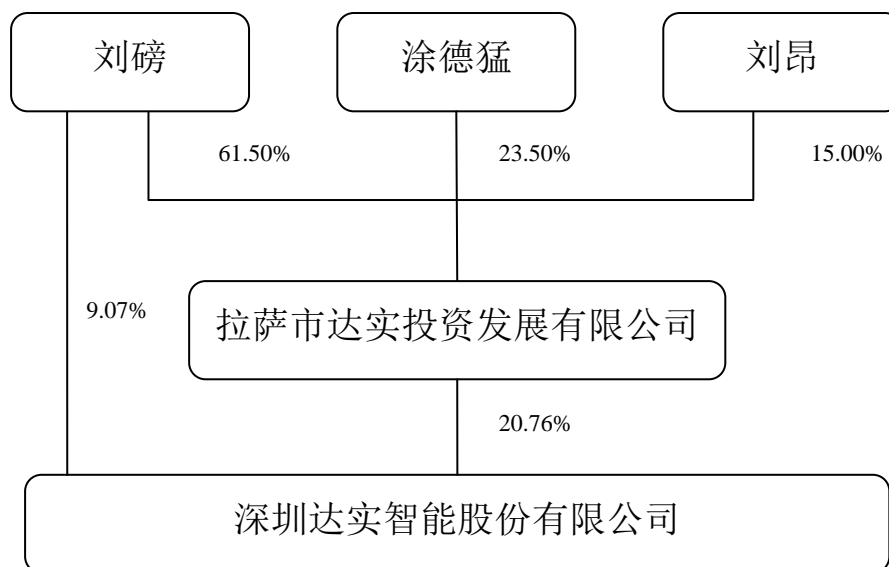 刘磅
涂德猛
刘昂
61.50%
23.50%
15.00%
9.07%
拉萨市达实投资发展有限公司
20.76%
深圳达实智能股份有限公司